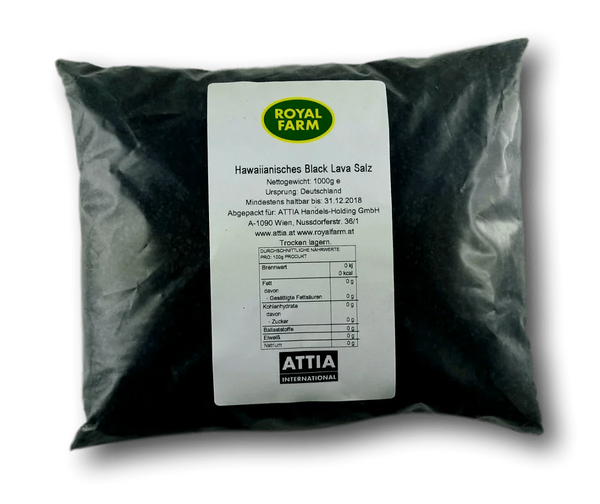 ROYAL
FARM
Hawaiianisches Black Lava Salz
Nettogewicht: 1000g e
Ursprung: Deutschland
Mindestens haltbar bis: 31.12.2018
Abgepackt für: ATTIA Handels-Holding GmbH
A-1090 Wien, Nussdorferstr. 36/1
www.attia.at www.royalfarm.at
Trocken lagern.
DURCHSCHNITTLICHE NÄHRWERTE
PRO: 100g PRODUKT
Brennwert 0 kj
0 kcal
Fett 0 g
davon
- Gesättigte Fettsäuren 0 g
Kohlenhydrate 0 g
davon
- Zucker 0 g
Ballaststoffe 0 g
Eiweiß 0 g
Natrium 0 g
ATTIA
INTERNATIONAL